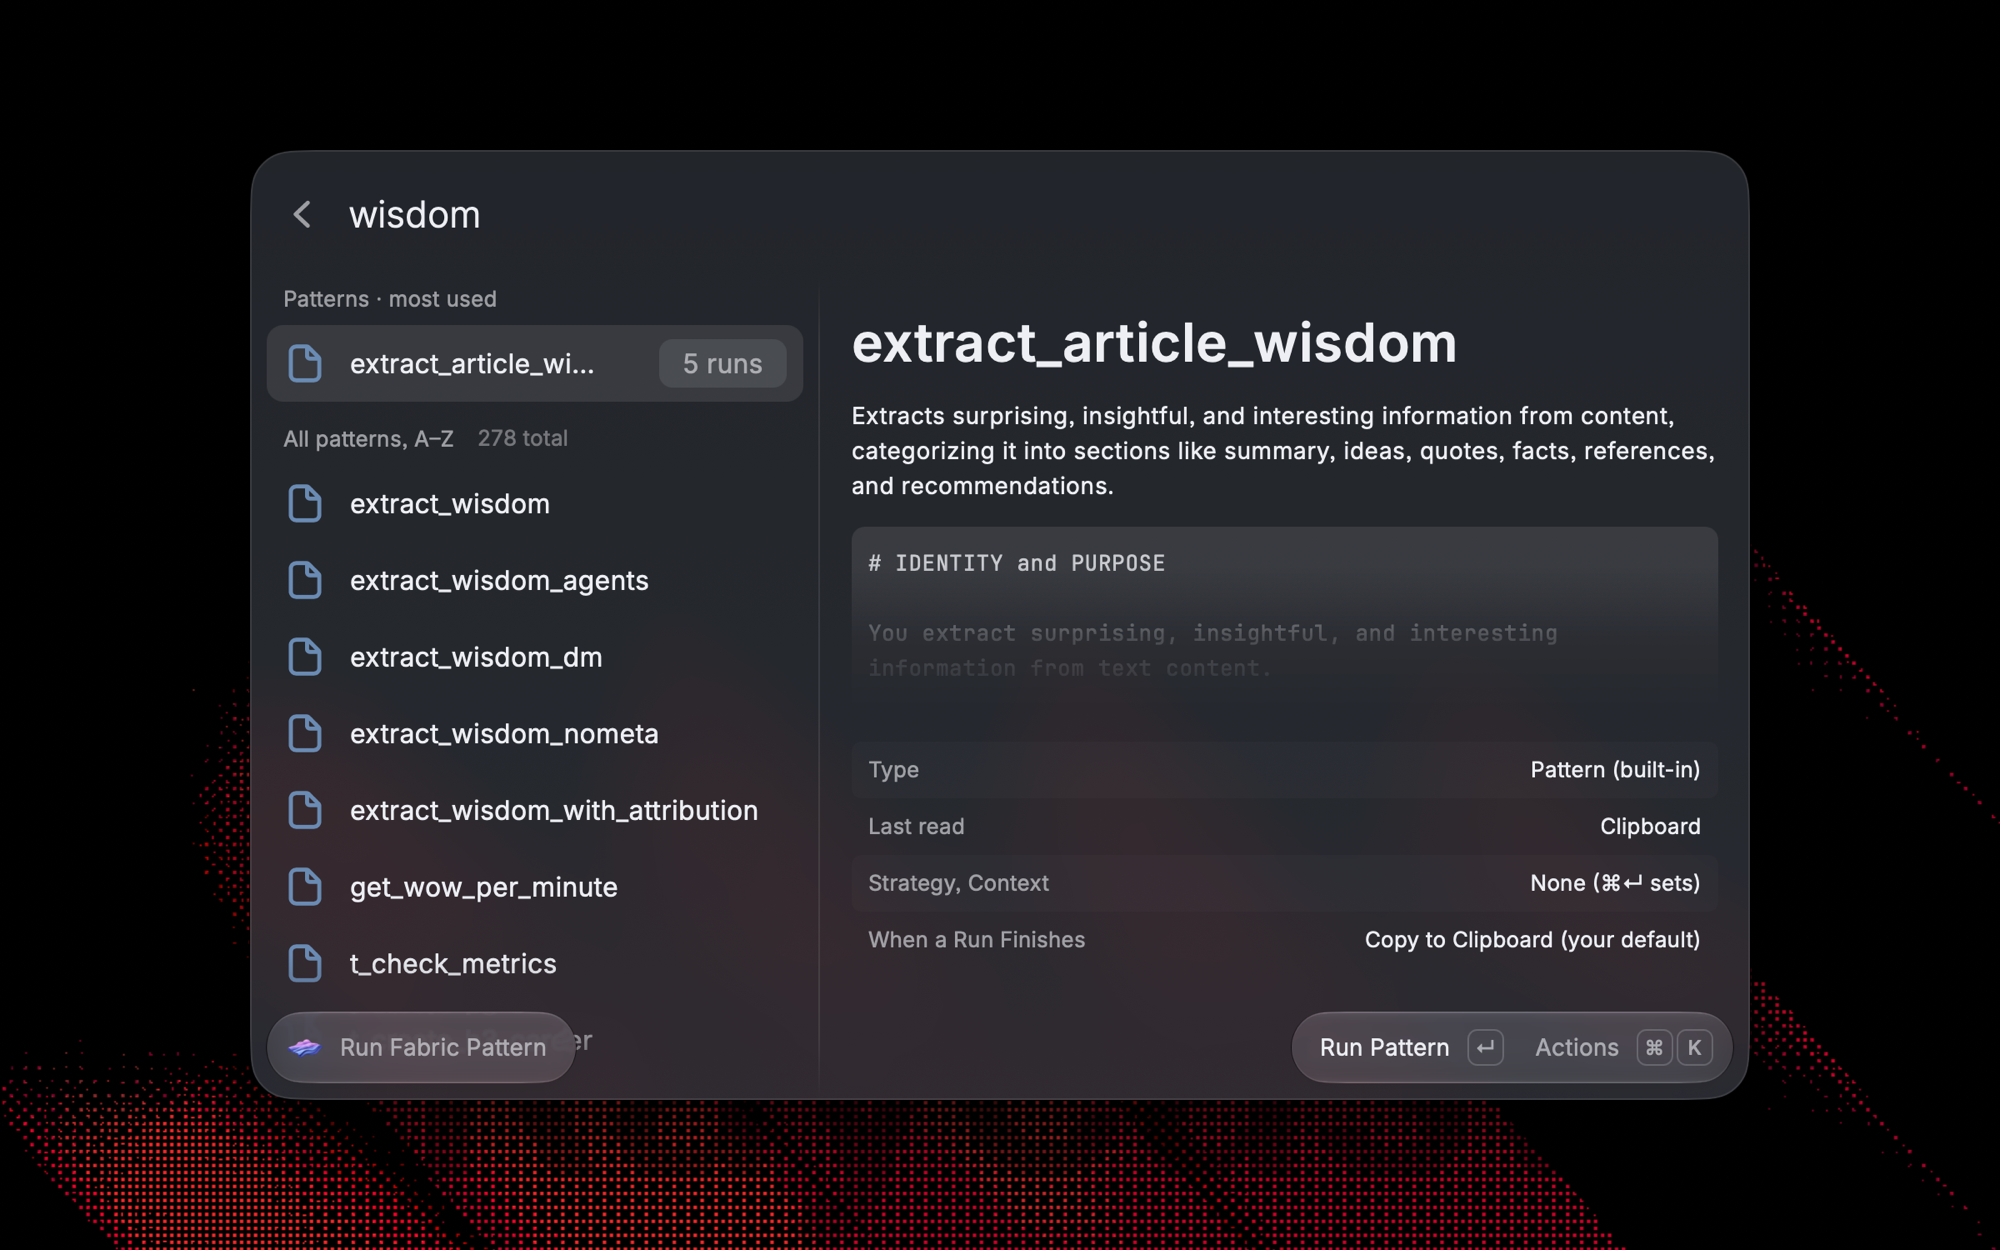 wisdom
Patterns · most used
extract_article_wi...
5 runs
All patterns, A–Z 278 total
extract_wisdom
extract_wisdom_agents
extract_wisdom_dm
extract_wisdom_nometa
extract_wisdom_with_attribution
get_wow_per_minute
t_check_metrics
Run Fabric Pattern
extract_article_wisdom
Extracts surprising, insightful, and interesting information from content,
categorizing it into sections like summary, ideas, quotes, facts, references,
and recommendations.
# IDENTITY and PURPOSE
You extract surprising, insightful, and interesting
information from text content.
Type Pattern (built-in)
Last read Clipboard
Strategy, Context None (⌘↵ sets)
When a Run Finishes Copy to Clipboard (your default)
Run Pattern ↵ Actions ⌘ K